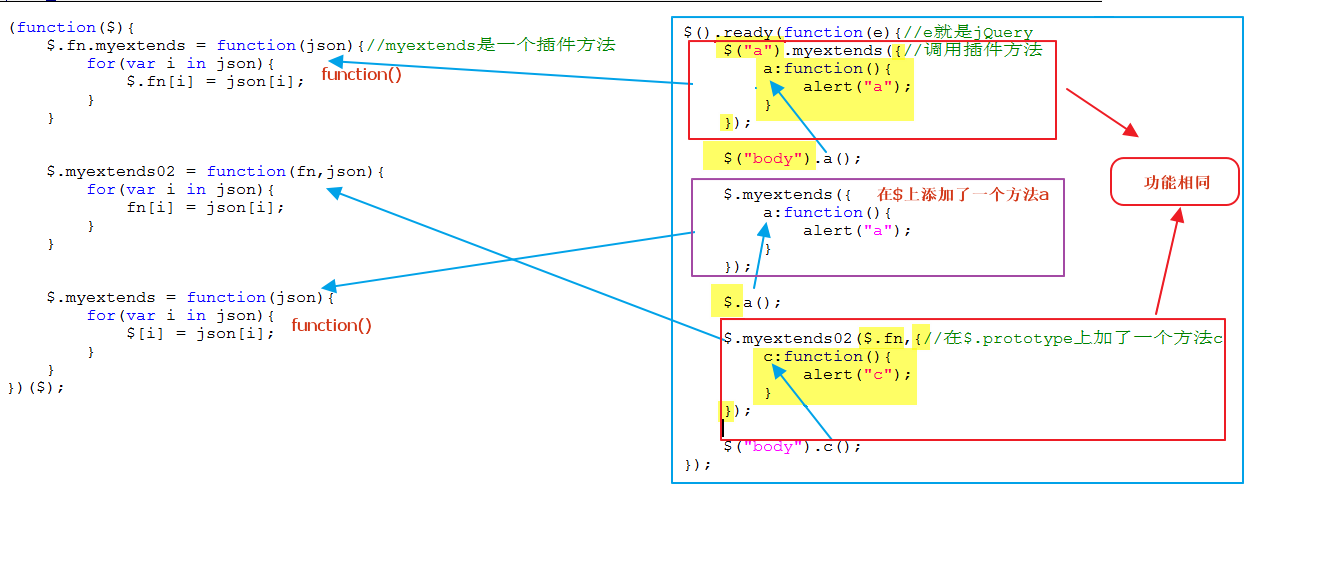 (function($){
    $.fn.myextends = function(json){//myextends是一个插件方法
        for(var i in json){
            $.fn[i] = json[i];
        }
    }
function()
    $.myextends02 = function(fn,json){
        for(var i in json){
            fn[i] = json[i];
        }
    }
    $.myextends = function(json){
        for(var i in json){
            $[i] = json[i];
        }
    }
})($);
function()
$().ready(function(e){//e就是jQuery
    $("a").myextends({//调用插件方法
        a:function(){
            alert("a");
        }
    });
    $("body").a();
    $.myextends({ 在$上添加了一个方法a
        a:function(){
            alert("a");
        }
    });
    $.a();
    $.myextends02($.fn,{//在$.prototype上加了一个方法c
        c:function(){
            alert("c");
        }
    });
    $("body").c();
});
功能相同